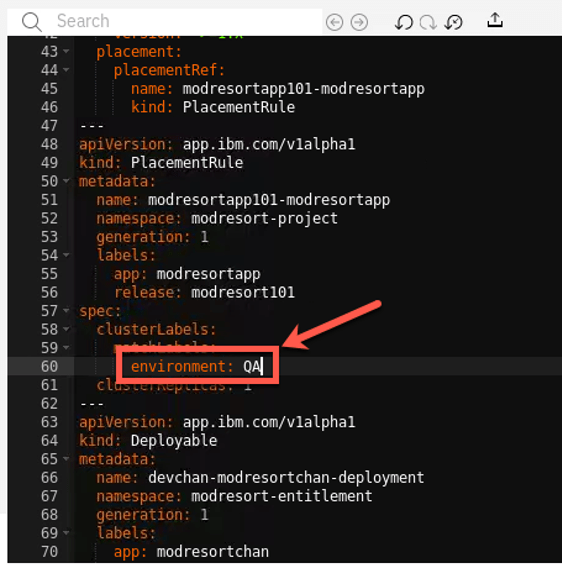 Search
43 placement:
44 placementRef:
45 name: modresortapp101-modresortapp
46 kind: PlacementRule
47 ---
48 apiVersion: app.ibm.com/v1alpha1
49 kind: PlacementRule
50 metadata:
51 name: modresortapp101-modresortapp
52 namespace: modresort-project
53 generation: 1
54 labels:
55 app: modresortapp
56 release: modresort101
57 spec:
58 clusterLabels:
59 matchLabels:
60 environment: QA
61 clusterReplicas: 1
62 ---
63 apiVersion: app.ibm.com/v1alpha1
64 kind: Deployable
65 metadata:
66 name: devchan-modresortchan-deployment
67 namespace: modresort-entitlement
68 generation: 1
69 labels:
70 app: modresortchan